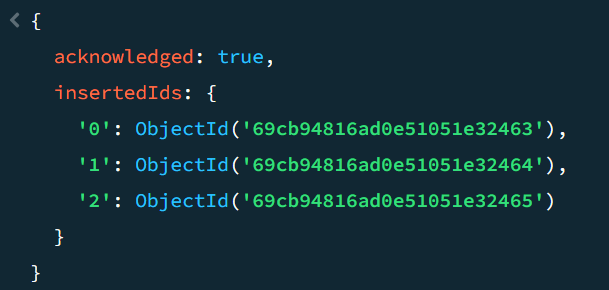 {
acknowledged: true,
insertedIds: {
'0': ObjectId('69cb94816ad0e51051e32463'),
'1': ObjectId('69cb94816ad0e51051e32464'),
'2': ObjectId('69cb94816ad0e51051e32465')
}
}